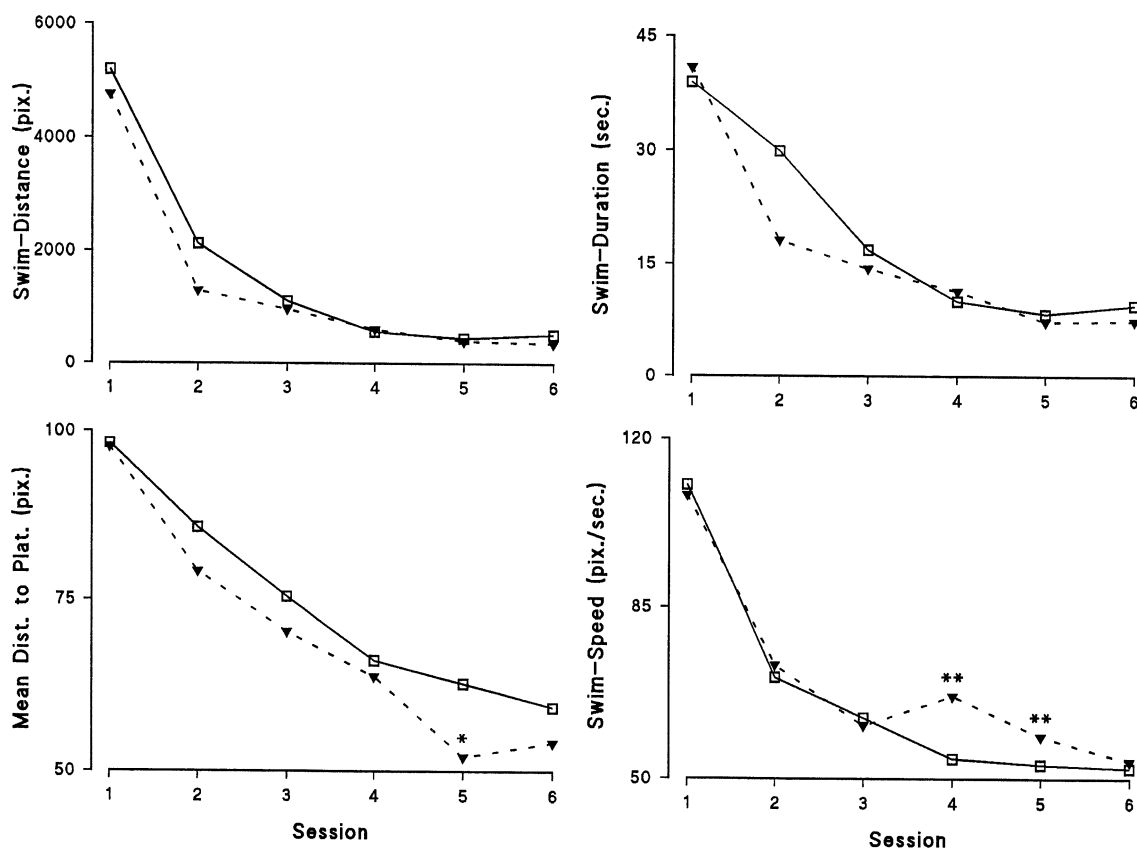 Swim-Distance (pix.)
6000
4000
2000
0
1 2 3 4 5 6
Swim-Duration (sec.)
45
30
15
0
1 2 3 4 5 6
Mean Dist. to Plat. (pix.)
100
75
50
*
1 2 3 4 5 6
Session
Swim-Speed (pix./sec.)
120
85
50
**
**
1 2 3 4 5 6
Session